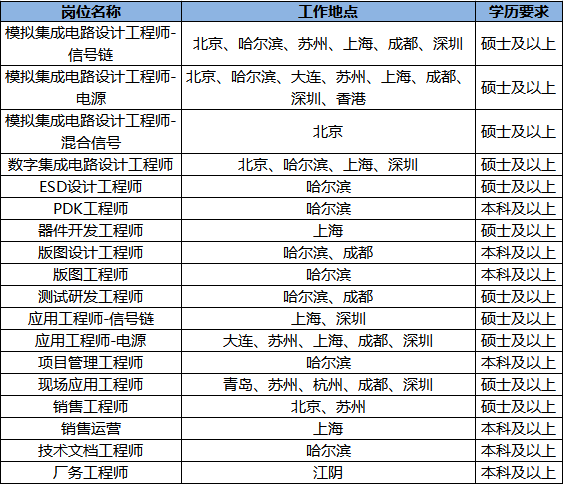 岗位名称 工作地点 学历要求
模拟集成电路设计工程师-
信号链 北京、哈尔滨、苏州、上海、成都、深圳 硕士及以上
模拟集成电路设计工程师-
电源 北京、哈尔滨、大连、苏州、上海、成都、
深圳、香港 硕士及以上
模拟集成电路设计工程师-
混合信号 北京 硕士及以上
数字集成电路设计工程师 北京、哈尔滨、上海、深圳 硕士及以上
ESD设计工程师 哈尔滨 硕士及以上
PDK工程师 哈尔滨 本科及以上
器件开发工程师 上海 硕士及以上
版图设计工程师 哈尔滨、成都 本科及以上
版图工程师 哈尔滨 本科及以上
测试研发工程师 哈尔滨、成都 硕士及以上
应用工程师-信号链 上海、深圳 硕士及以上
应用工程师-电源 大连、苏州、上海、成都、深圳 硕士及以上
项目管理工程师 哈尔滨 本科及以上
现场应用工程师 青岛、苏州、杭州、成都、深圳 硕士及以上
销售工程师 北京、苏州 硕士及以上
销售运营 上海 本科及以上
技术文档工程师 哈尔滨 本科及以上
厂务工程师 江阴 本科及以上